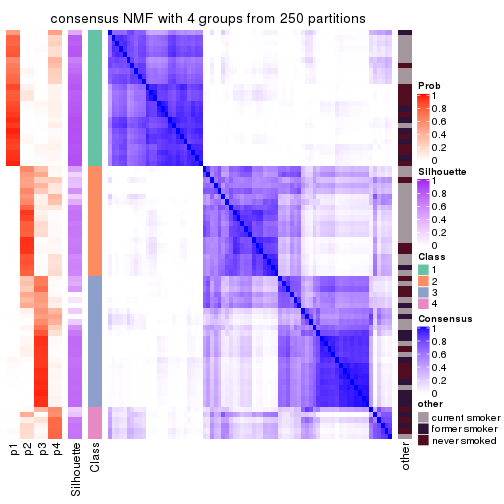 consensus NMF with 4 groups from 250 partitions
Prob
1
0.8
0.6
0.4
0.2
0
Silhouette
1
0.8
0.6
0.4
0.2
0
Class
1
2
3
4
Consensus
1
0.8
0.6
0.4
0.2
0
other
current smoker
former smoker
never smoked
p1
p2
p3
p4
Silhouette
Class
other